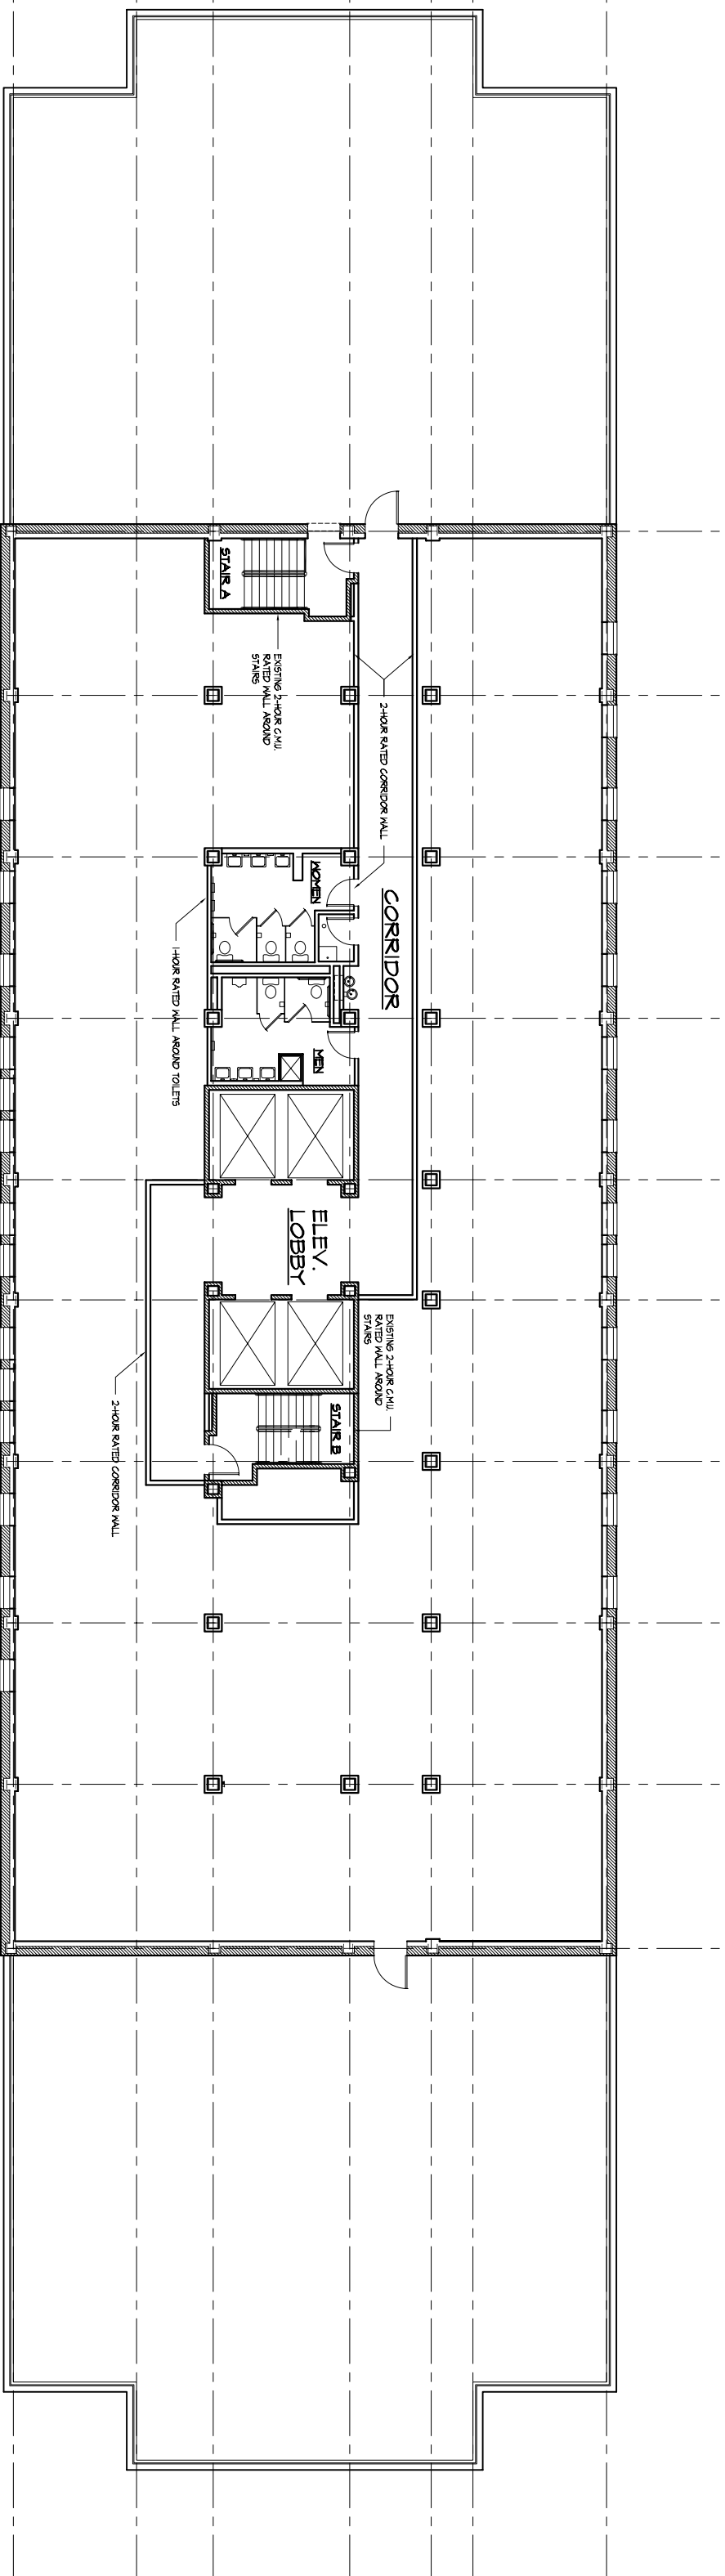 STAIR A
EXISTING 2-HOUR C.M.U.
RATED WALL AROUND
STAIRS
2-HOUR RATED CORRIDOR WALL
WOMEN
CORRIDOR
1-HOUR RATED WALL AROUND TOILETS
MEN
ELEV.
LOBBY
EXISTING 2-HOUR C.M.U.
RATED WALL AROUND
STAIRS
STAIR B
2-HOUR RATED CORRIDOR WALL